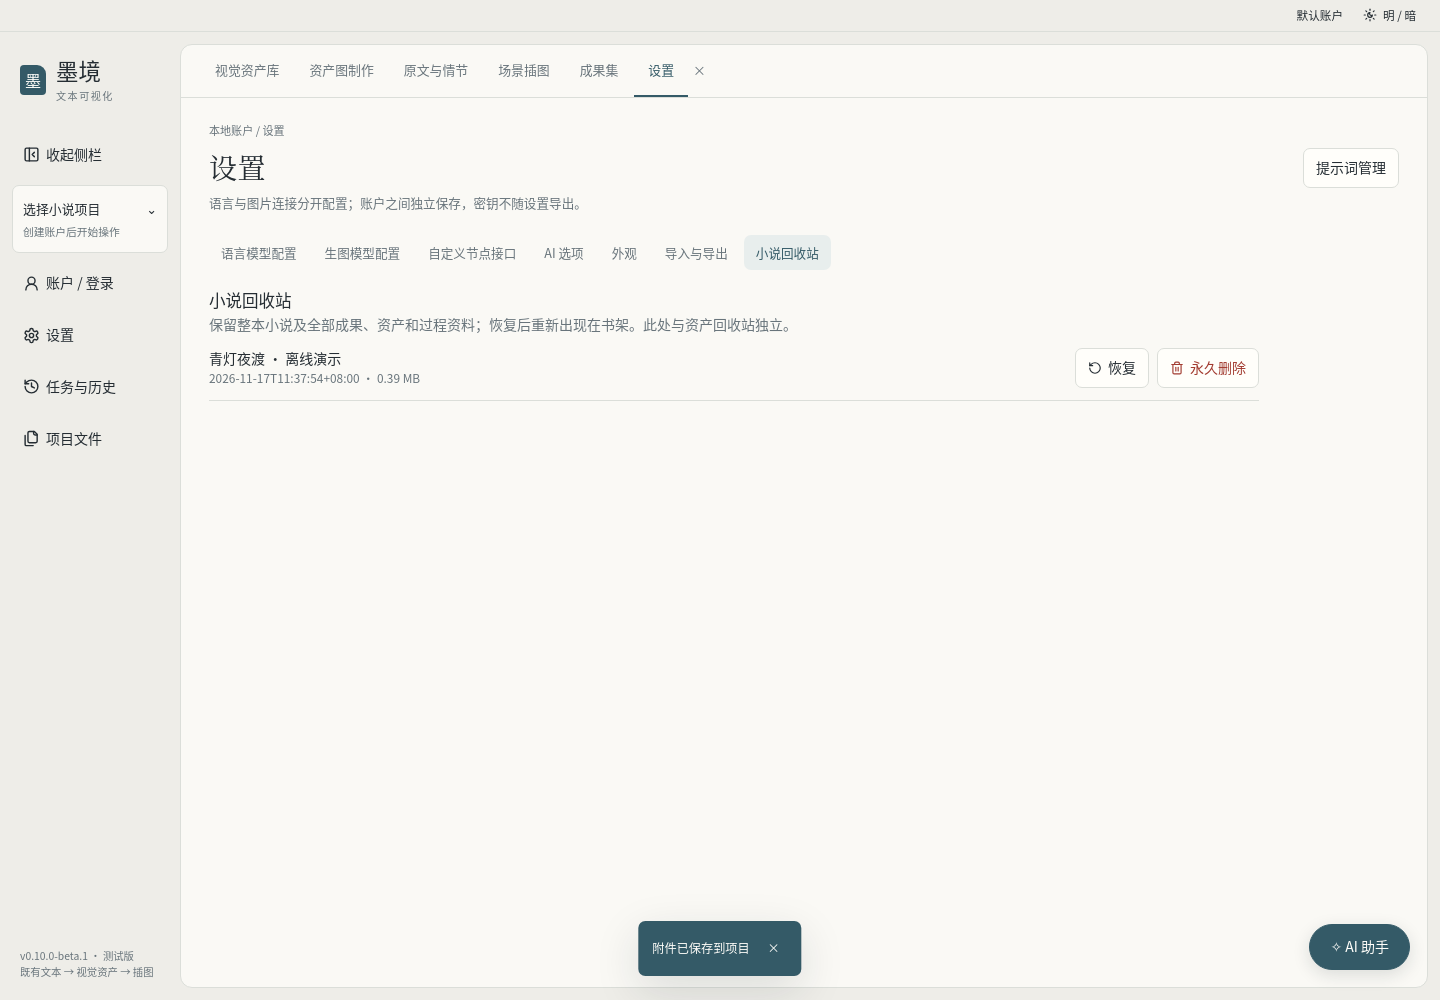 默认账户
明 / 暗
墨
墨境
文本可视化
收起侧栏
选择小说项目
创建账户后开始操作
账户 / 登录
设置
任务与历史
项目文件
v0.10.0-beta.1 · 测试版
既有文本 → 视觉资产 → 插图
视觉资产库 资产图制作 原文与情节 场景插图 成果集 设置 ×
本地账户 / 设置
设置
提示词管理
语言与图片连接分开配置；账户之间独立保存，密钥不随设置导出。
语言模型配置 生图模型配置 自定义节点接口 AI 选项 外观 导入与导出 小说回收站
小说回收站
保留整本小说及全部成果、资产和过程资料；恢复后重新出现在书架。此处与资产回收站独立。
青灯夜渡 · 离线演示
2026-11-17T11:37:54+08:00 · 0.39 MB
恢复
永久删除
附件已保存到项目 ×
✧ AI 助手